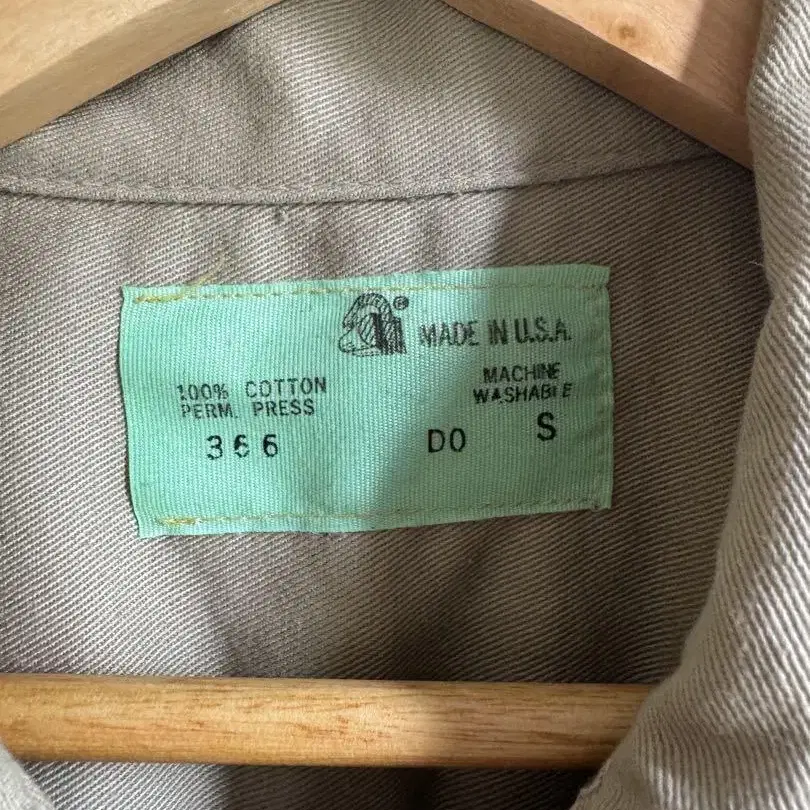 ® MADE IN U.S.A.
100% COTTON
PERM. PRESS
MACHINE
WASHABLE
366 DO S